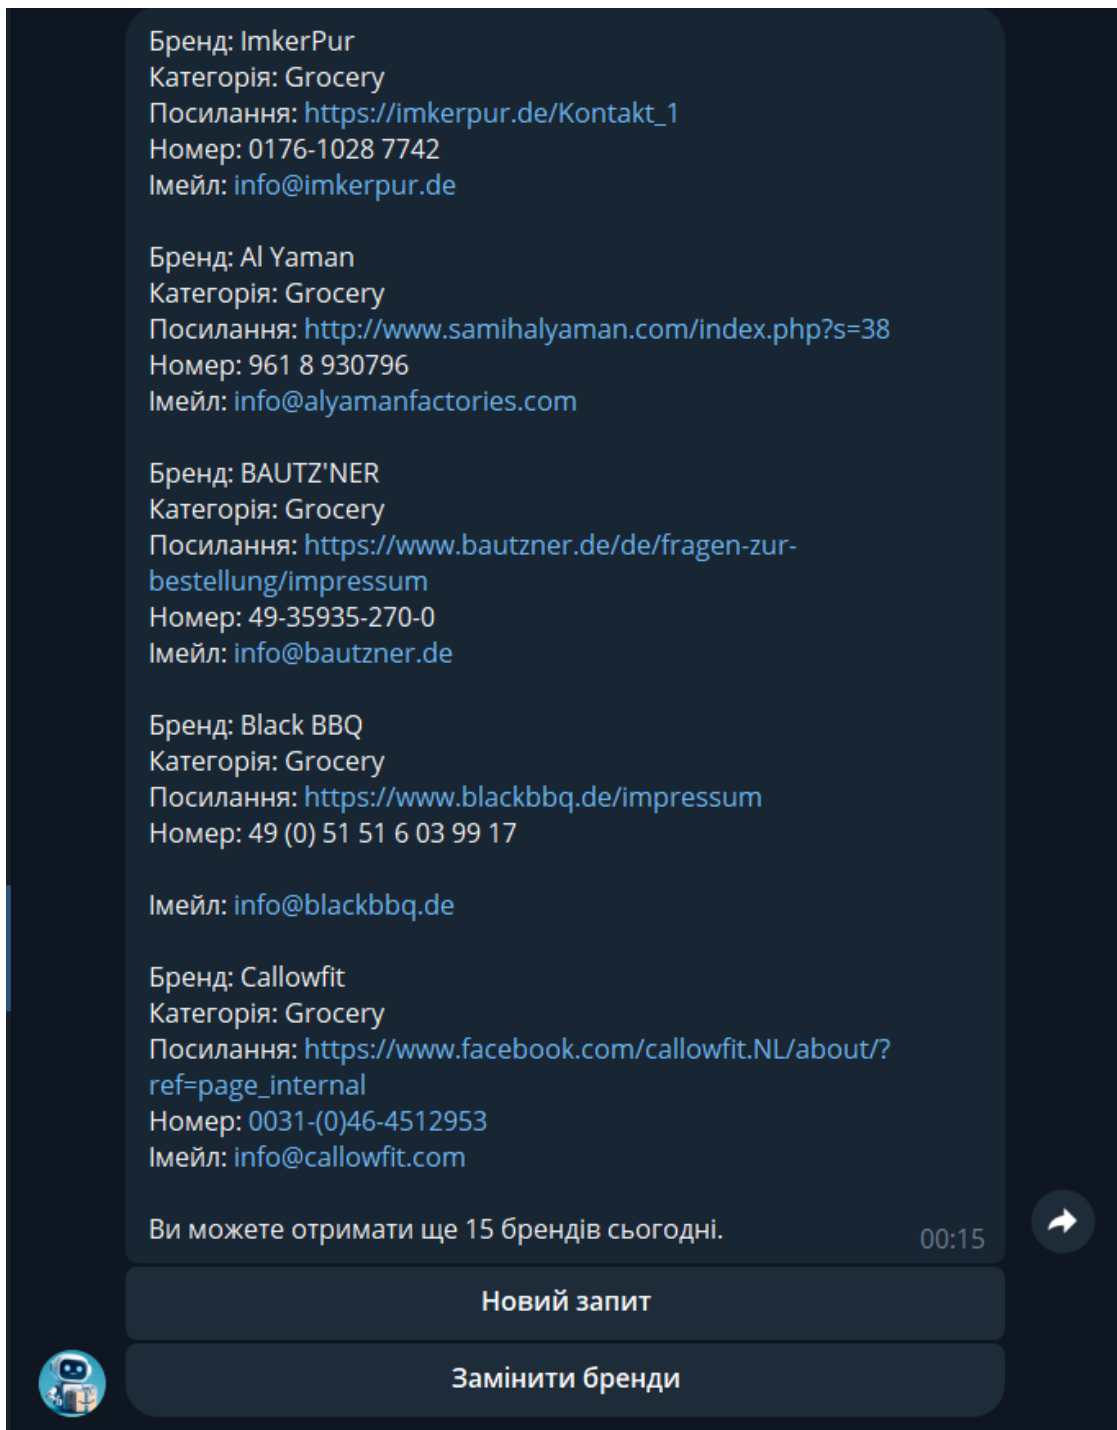 Бренд: ImkerPur
Категорія: Grocery
Посилання: https://imkerpur.de/Kontakt_1
Номер: 0176-1028 7742
Імейл: info@imkerpur.de
Бренд: Al Yaman
Категорія: Grocery
Посилання: http://www.samihalyaman.com/index.php?s=38
Номер: 961 8 930796
Імейл: info@alyamanfactories.com
Бренд: BAUTZ'NER
Категорія: Grocery
Посилання: https://www.bautzner.de/de/fragen-zur-
bestellung/impressum
Номер: 49-35935-270-0
Імейл: info@bautzner.de
Бренд: Black BBQ
Категорія: Grocery
Посилання: https://www.blackbbq.de/impressum
Номер: 49 (0) 51 51 6 03 99 17
Імейл: info@blackbbq.de
Бренд: Callowfit
Категорія: Grocery
Посилання: https://www.facebook.com/callowfit.NL/about/?
ref=page_internal
Номер: 0031-(0)46-4512953
Імейл: info@callowfit.com
Ви можете отримати ще 15 брендів сьогодні.
00:15
Новий запит
Замінити бренди